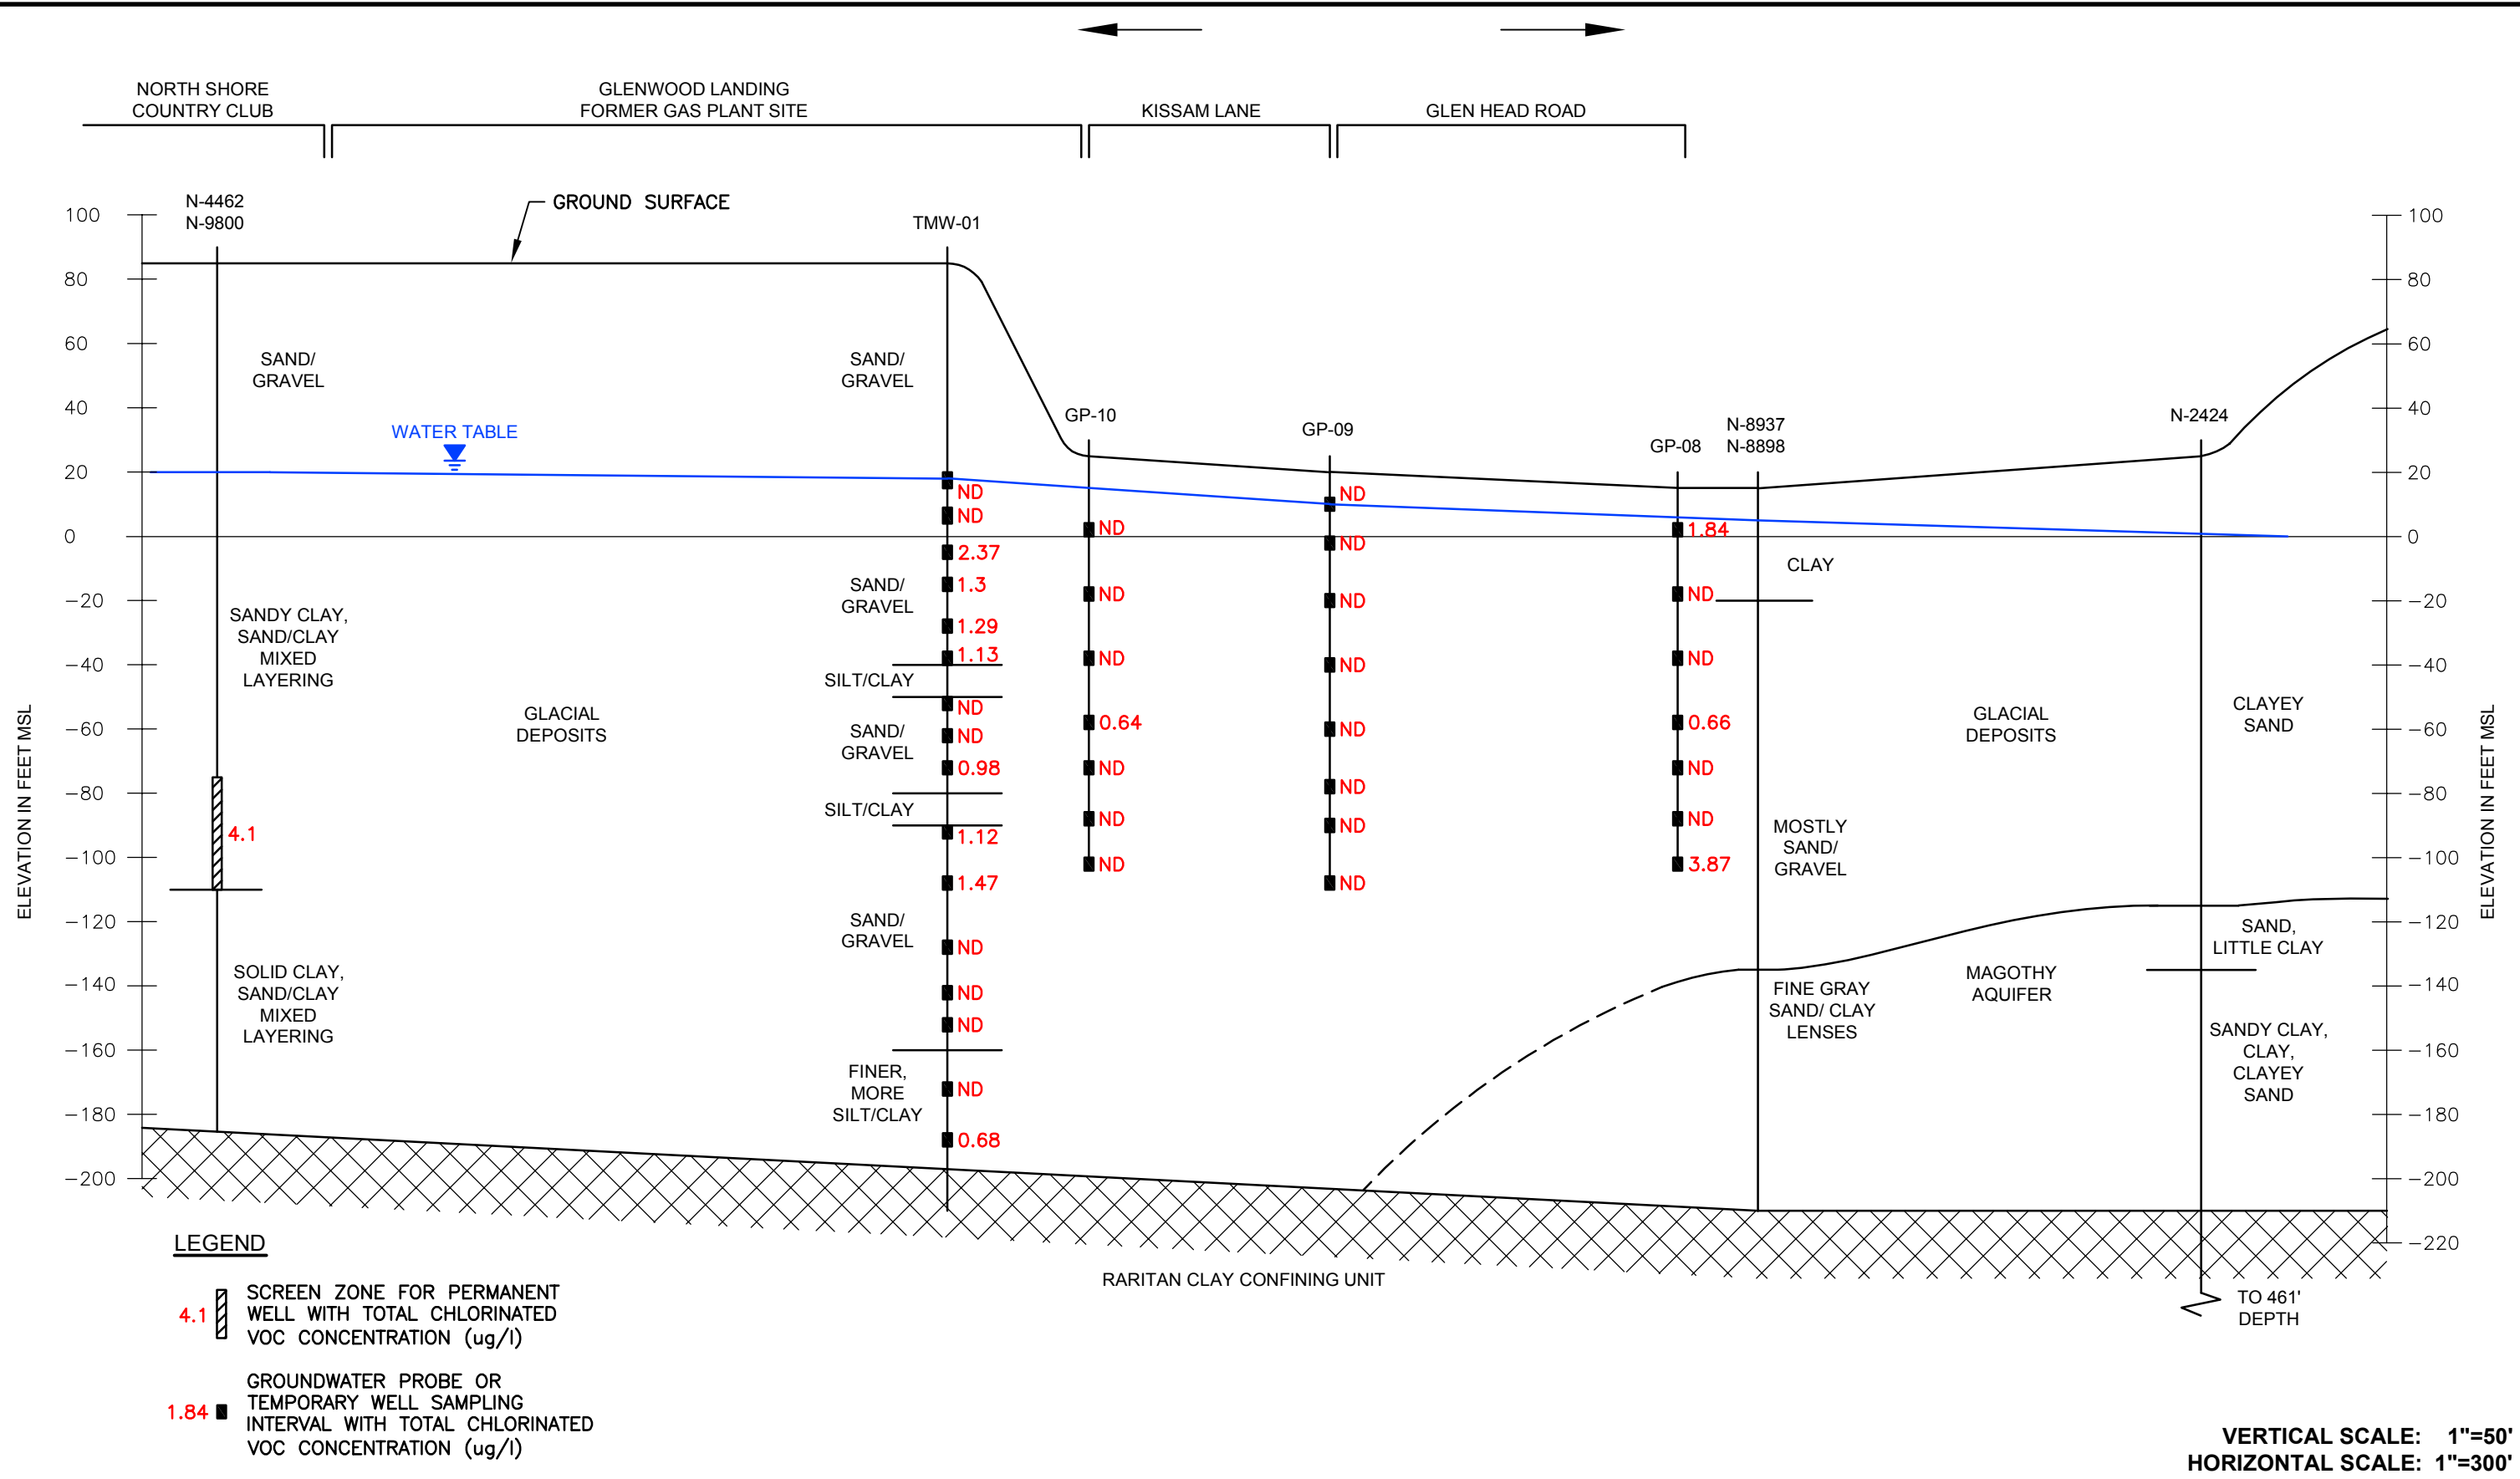 NORTH SHORE
COUNTRY CLUB
GLENWOOD LANDING
FORMER GAS PLANT SITE
KISSAM LANE
GLEN HEAD ROAD
N-4462
N-9800
GROUND SURFACE
TMW-01
GP-10
GP-09
GP-08
N-8937
N-8898
N-2424
100
80
60
40
20
0
-20
-40
-60
-80
-100
-120
-140
-160
-180
-200
ELEVATION IN FEET MSL
SAND/
GRAVEL
WATER TABLE
SANDY CLAY,
SAND/CLAY
MIXED
LAYERING
4.1
SOLID CLAY,
SAND/CLAY
MIXED
LAYERING
GLACIAL
DEPOSITS
SAND/
GRAVEL
SAND/
GRAVEL
SILT/CLAY
SAND/
GRAVEL
SILT/CLAY
SAND/
GRAVEL
FINER,
MORE
SILT/CLAY
ND
ND
2.37
1.3
1.29
1.13
ND
ND
0.98
1.12
1.47
ND
ND
ND
ND
0.68
ND
ND
ND
0.64
ND
ND
ND
ND
ND
ND
ND
ND
ND
ND
ND
1.84
ND
ND
0.66
ND
ND
3.87
CLAY
MOSTLY
SAND/
GRAVEL
FINE GRAY
SAND/ CLAY
LENSES
GLACIAL
DEPOSITS
MAGOTHY
AQUIFER
CLAYEY
SAND
SAND,
LITTLE CLAY
SANDY CLAY,
CLAY,
CLAYEY
SAND
TO 461'
DEPTH
100
80
60
40
20
0
-20
-40
-60
-80
-100
-120
-140
-160
-180
-200
-220
ELEVATION IN FEET MSL
RARITAN CLAY CONFINING UNIT
LEGEND
4.1
SCREEN ZONE FOR PERMANENT
WELL WITH TOTAL CHLORINATED
VOC CONCENTRATION (ug/l)
1.84
GROUNDWATER PROBE OR
TEMPORARY WELL SAMPLING
INTERVAL WITH TOTAL CHLORINATED
VOC CONCENTRATION (ug/l)
VERTICAL SCALE: 1"=50'
HORIZONTAL SCALE: 1"=300'